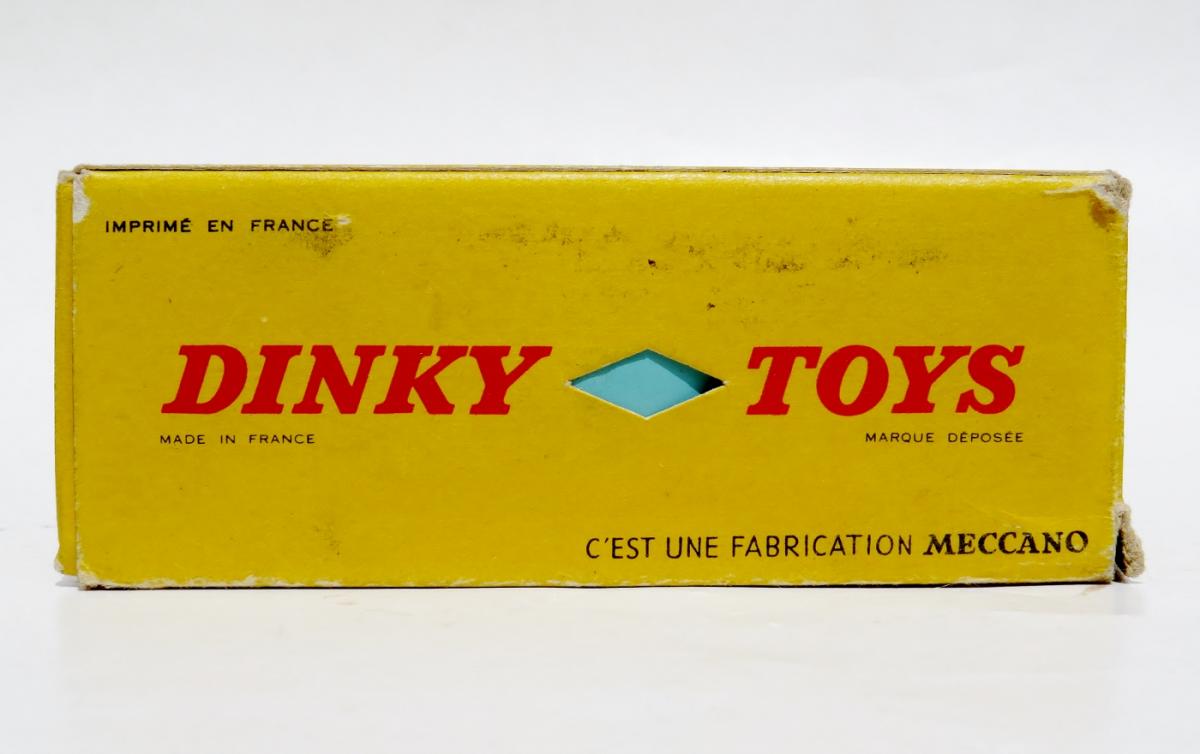 IMPRIMÉ EN FRANCE
DINKY TOYS
MADE IN FRANCE MARQUE DÉPOSÉE
C'EST UNE FABRICATION MECCANO